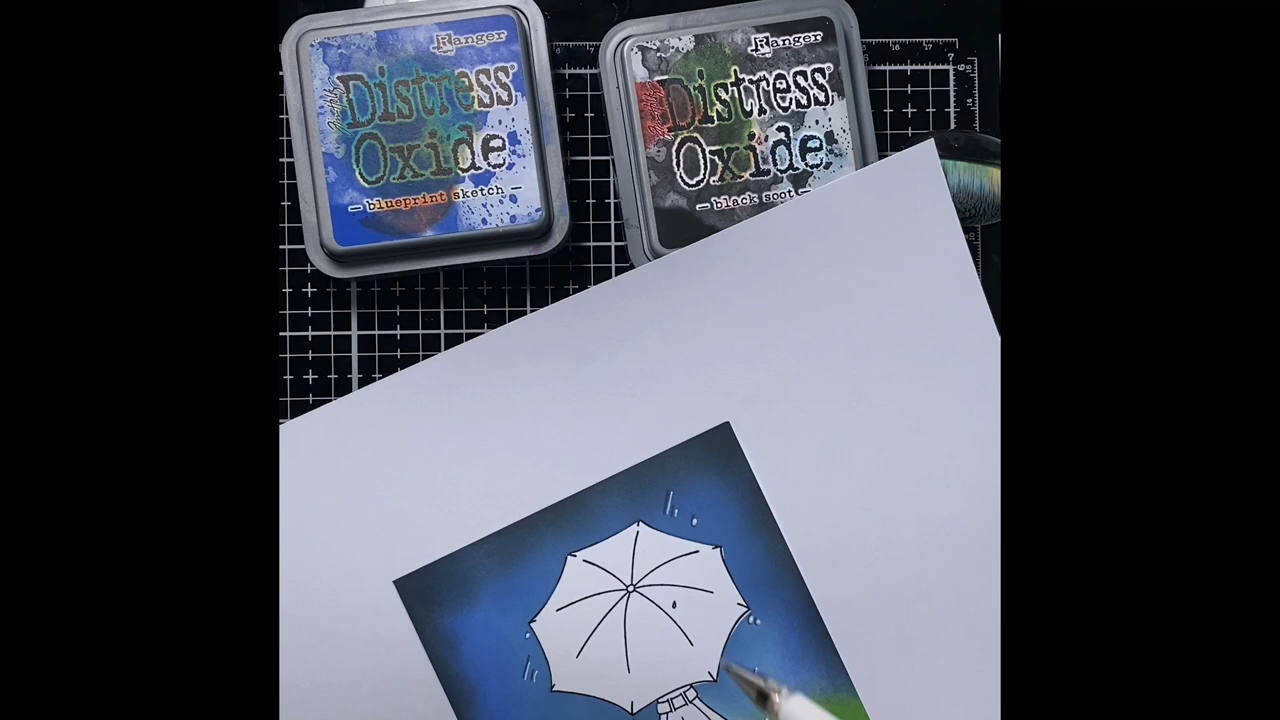 Ranger
Distress®
Oxide
— blueprint sketch —
Ranger
Distress®
Oxide
— black soot —